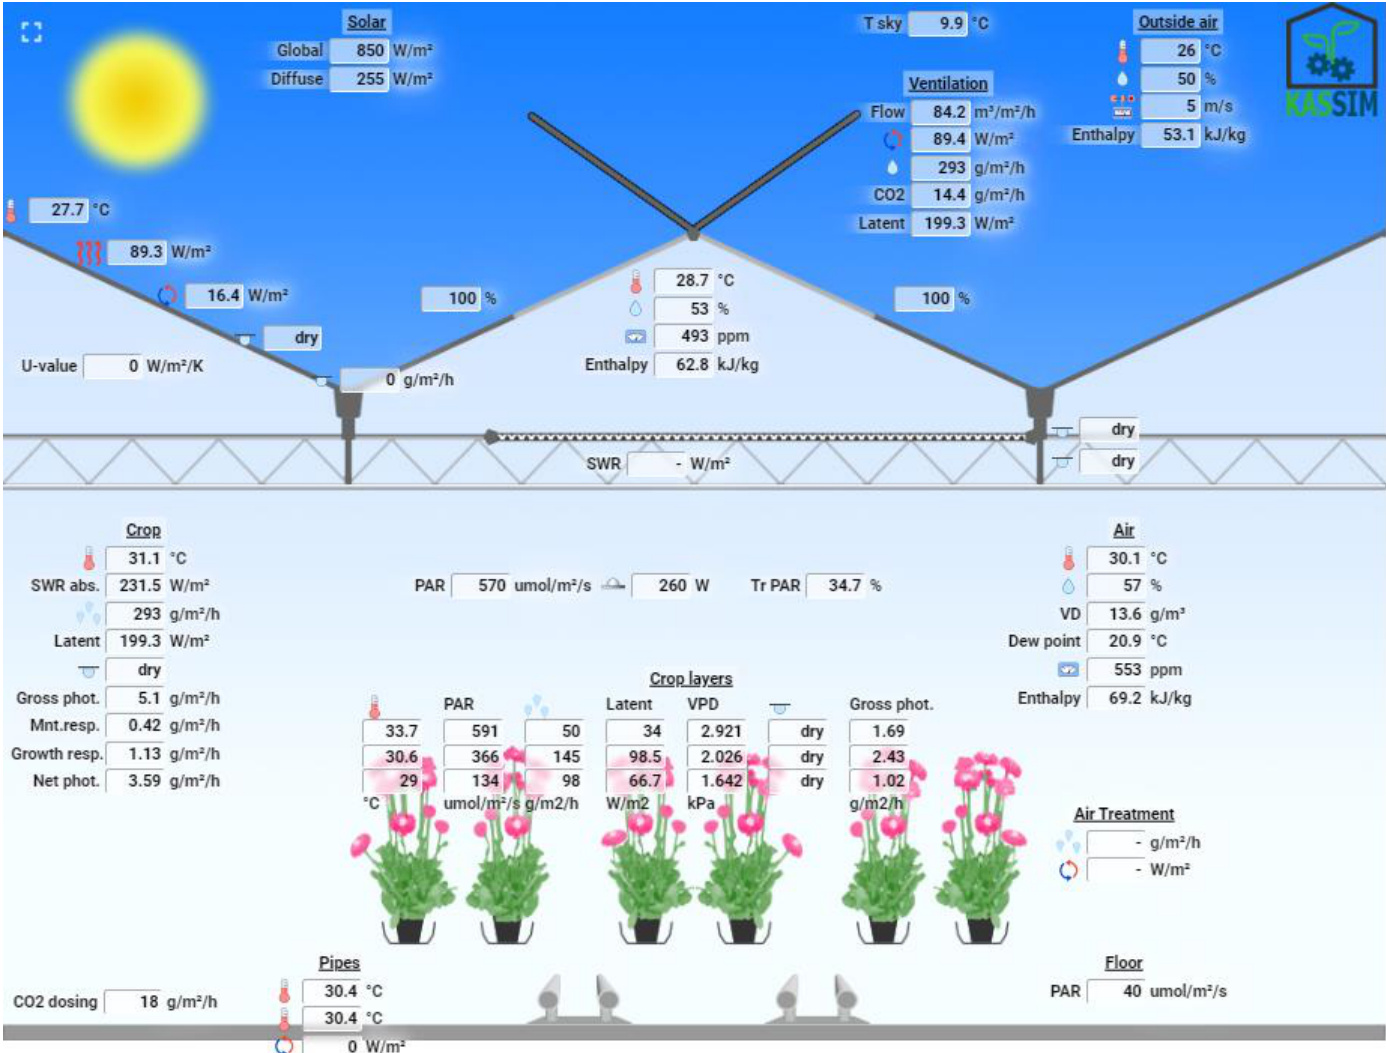 Solar
Global 850 W/m²
Diffuse 255 W/m²
T sky 9.9 °C
Outside air
26 °C
50 %
5 m/s
Enthalpy 53.1 kJ/kg
KASSIM
Ventilation
Flow 84.2 m³/m²/h
89.4 W/m²
293 g/m²/h
CO2 14.4 g/m²/h
Latent 199.3 W/m²
27.7 °C
89.3 W/m²
16.4 W/m²
dry
U-value 0 W/m²/K
0 g/m²/h
100 %
28.7 °C
53 %
493 ppm
Enthalpy 62.8 kJ/kg
100 %
dry
dry
SWR - W/m²
Crop
31.1 °C
SWR abs. 231.5 W/m²
293 g/m²/h
Latent 199.3 W/m²
dry
Gross phot. 5.1 g/m²/h
Mnt.resp. 0.42 g/m²/h
Growth resp. 1.13 g/m²/h
Net phot. 3.59 g/m²/h
PAR 570 umol/m²/s 260 W Tr PAR 34.7 %
Air
30.1 °C
57 %
VD 13.6 g/m³
Dew point 20.9 °C
553 ppm
Enthalpy 69.2 kJ/kg
Crop layers
PAR Latent VPD Gross phot.
33.7 591 50 34 2.921 dry 1.69
30.6 366 145 98.5 2.026 dry 2.43
29 134 98 66.7 1.642 dry 1.02
°C umol/m²/s g/m2/h W/m2 kPa g/m2/h
Air Treatment
- g/m²/h
- W/m²
CO2 dosing 18 g/m²/h
Pipes
30.4 °C
30.4 °C
0 W/m²
Floor
PAR 40 umol/m²/s